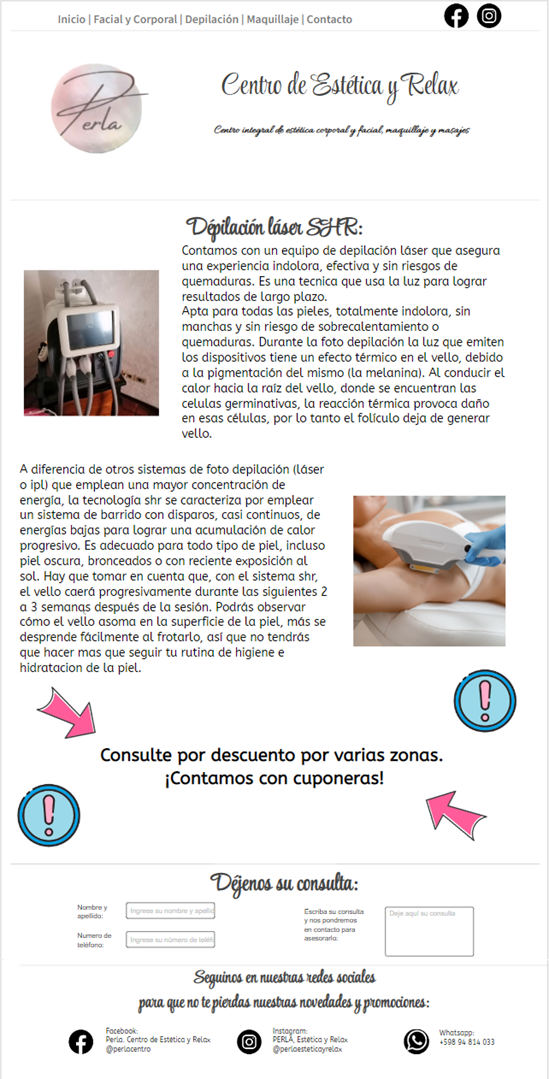 Inicio | Facial y Corporal | Depilación | Maquillaje | Contacto
Perla
Centro de Estética y Relax
Centro integral de estética corporal y facial, maquillaje y masajes
Depilación láser SHR:
Contamos con un equipo de depilación láser que asegura
una experiencia indolora, efectiva y sin riesgos de
quemaduras. Es una tecnica que usa la luz para lograr
resultados de largo plazo.
Apta para todas las pieles, totalmente indolora, sin
manchas y sin riesgo de sobrecalentamiento o
quemaduras. Durante la foto depilación la luz que emiten
los dispositivos tiene un efecto térmico en el vello, debido
a la pigmentación del mismo (la melanina). Al conducir el
calor hacia la raíz del vello, donde se encuentran las
celulas germinativas, la reacción térmica provoca daño
en esas células, por lo tanto el folículo deja de generar
vello.
A diferencia de otros sistemas de foto depilación (láser
o ipl) que emplean una mayor concentración de
energía, la tecnología shr se caracteriza por emplear
un sistema de barrido con disparos, casi continuos, de
energías bajas para lograr una acumulación de calor
progresivo. Es adecuado para todo tipo de piel, incluso
piel oscura, bronceados o con reciente exposición al
sol. Hay que tomar en cuenta que, con el sistema shr,
el vello caerá progresivamente durante las siguientes 2
a 3 semanas después de la sesión. Podrás observar
cómo el vello asoma en la superficie de la piel, más se
desprende fácilmente al frotarlo, así que no tendrás
que hacer mas que seguir tu rutina de higiene e
hidratacion de la piel.
Consulte por descuento por varias zonas.
¡Contamos con cuponeras!
Déjenos su consulta:
Nombre y
apellido:
Ingrese su nombre y apellid
Numero de
teléfono:
Ingrese su número de teléfo
Escriba su consulta
y nos pondremos
en contacto para
asesorarlo:
Deje aquí su consulta
Seguinos en nuestras redes sociales
para que no te pierdas nuestras novedades y promociones:
Facebook:
Perla. Centro de Estética y Relax
@perlacentro
Instagram:
PERLA, Estética y Relax
@perlaesteticayrelax
Whatsapp:
+598 94 814 033